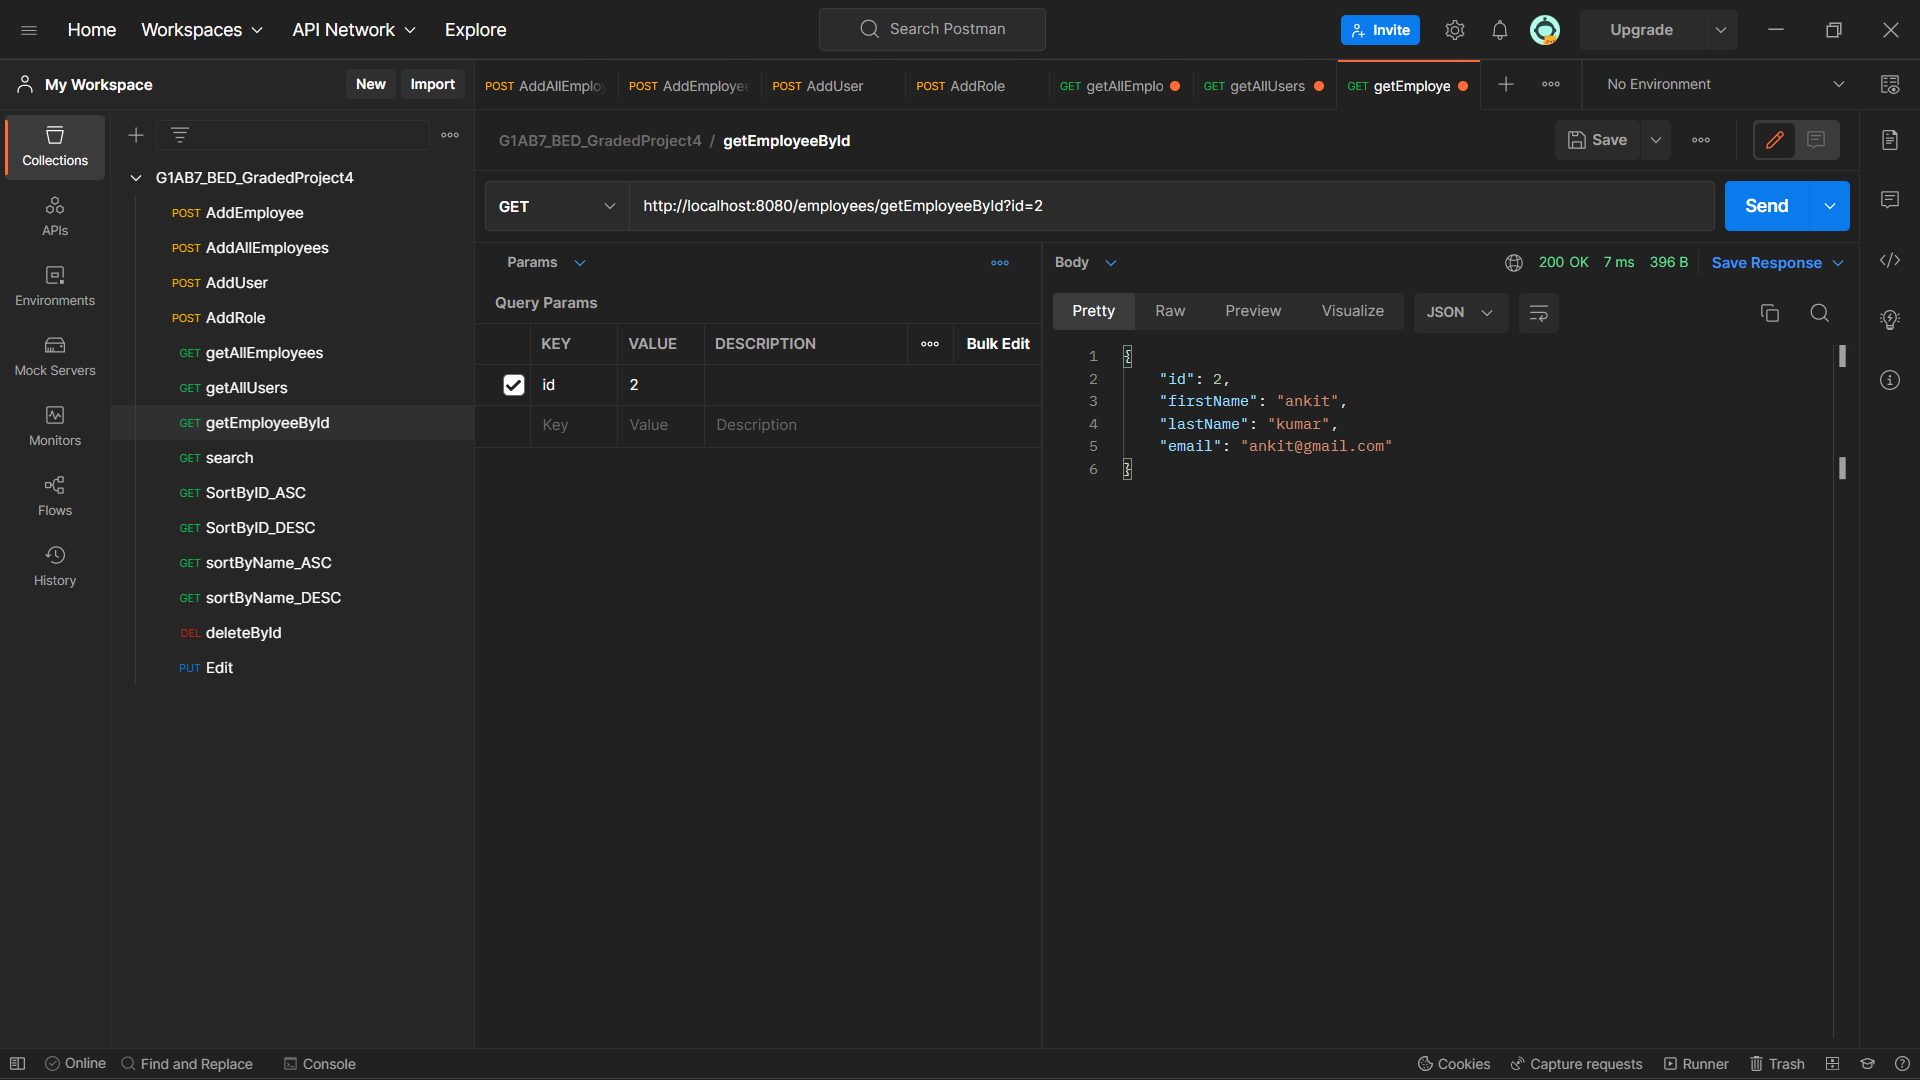 Home
Workspaces
API Network
Explore
Search Postman
Invite
Upgrade
My Workspace
New
Import
POST AddAllEmplo
POST AddEmployee
POST AddUser
POST AddRole
GET getAllEmplo
GET getAllUsers
GET getEmploye
No Environment
Collections
APIs
Environments
Mock Servers
Monitors
Flows
History
G1AB7_BED_GradedProject4
POST AddEmployee
POST AddAllEmployees
POST AddUser
POST AddRole
GET getAllEmployees
GET getAllUsers
GET getEmployeeById
GET search
GET SortByID_ASC
GET SortByID_DESC
GET sortByName_ASC
GET sortByName_DESC
DEL deleteById
PUT Edit
G1AB7_BED_GradedProject4 / getEmployeeById
Save
GET
http://localhost:8080/employees/getEmployeeById?id=2
Send
Params
Query Params
KEY VALUE DESCRIPTION Bulk Edit
id 2
Key Value Description
Body
200 OK 7 ms 396 B Save Response
Pretty Raw Preview Visualize JSON
1 {
2 "id": 2,
3 "firstName": "ankit",
4 "lastName": "kumar",
5 "email": "ankit@gmail.com"
6 }
Online
Find and Replace
Console
Cookies
Capture requests
Runner
Trash